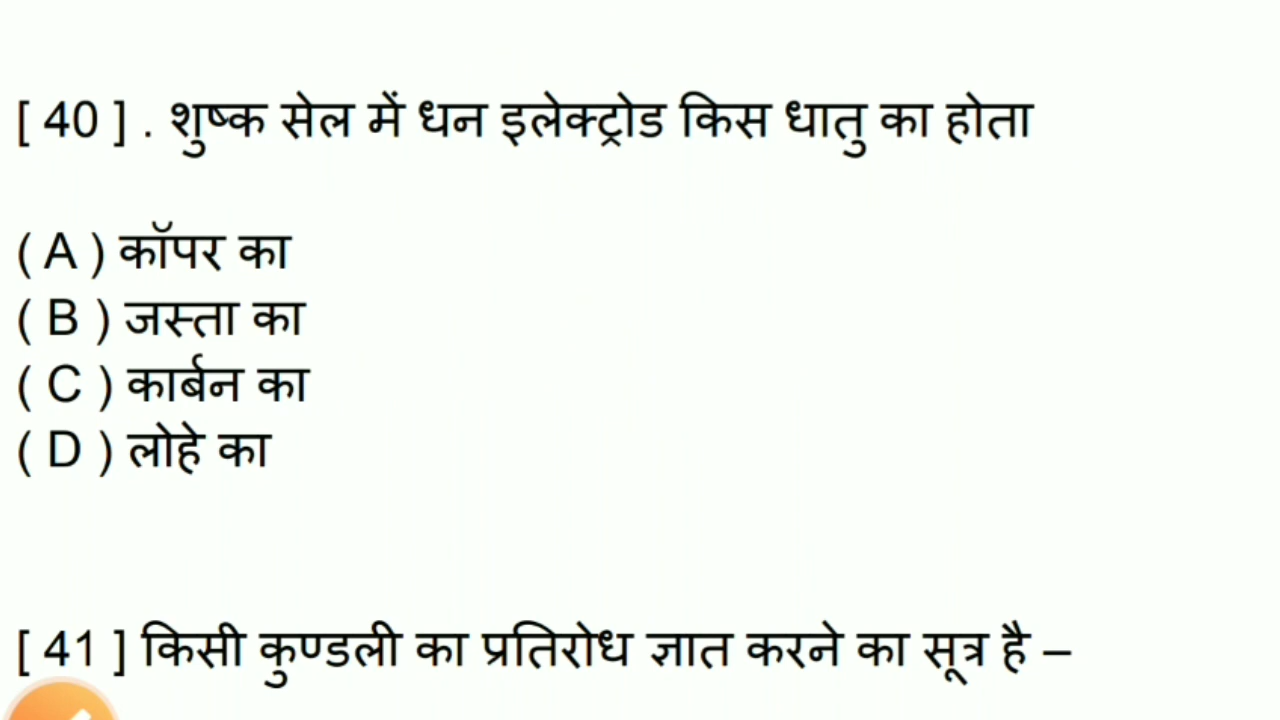 [ 40 ] . शुष्क सेल में धन इलेक्ट्रोड किस धातु का होता
( A ) कॉपर का
( B ) जस्ता का
( C ) कार्बन का
( D ) लोहे का
[ 41 ] किसी कुण्डली का प्रतिरोध ज्ञात करने का सूत्र है –